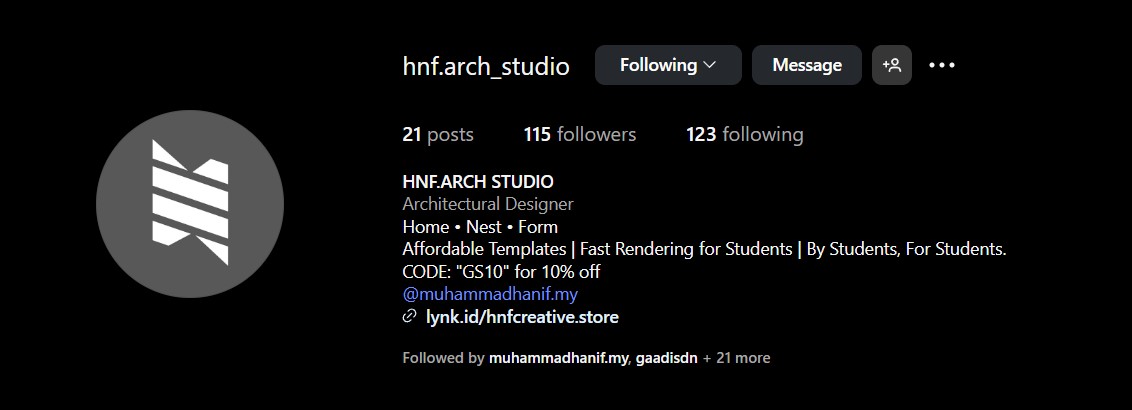 hnf.arch_studio Following Message
21 posts 115 followers 123 following
HNF.ARCH STUDIO
Architectural Designer
Home • Nest • Form
Affordable Templates | Fast Rendering for Students | By Students, For Students.
CODE: "GS10" for 10% off
@muhammadhanif.my
lynk.id/hnfcreative.store
Followed by muhammadhanif.my, gaadisdn + 21 more